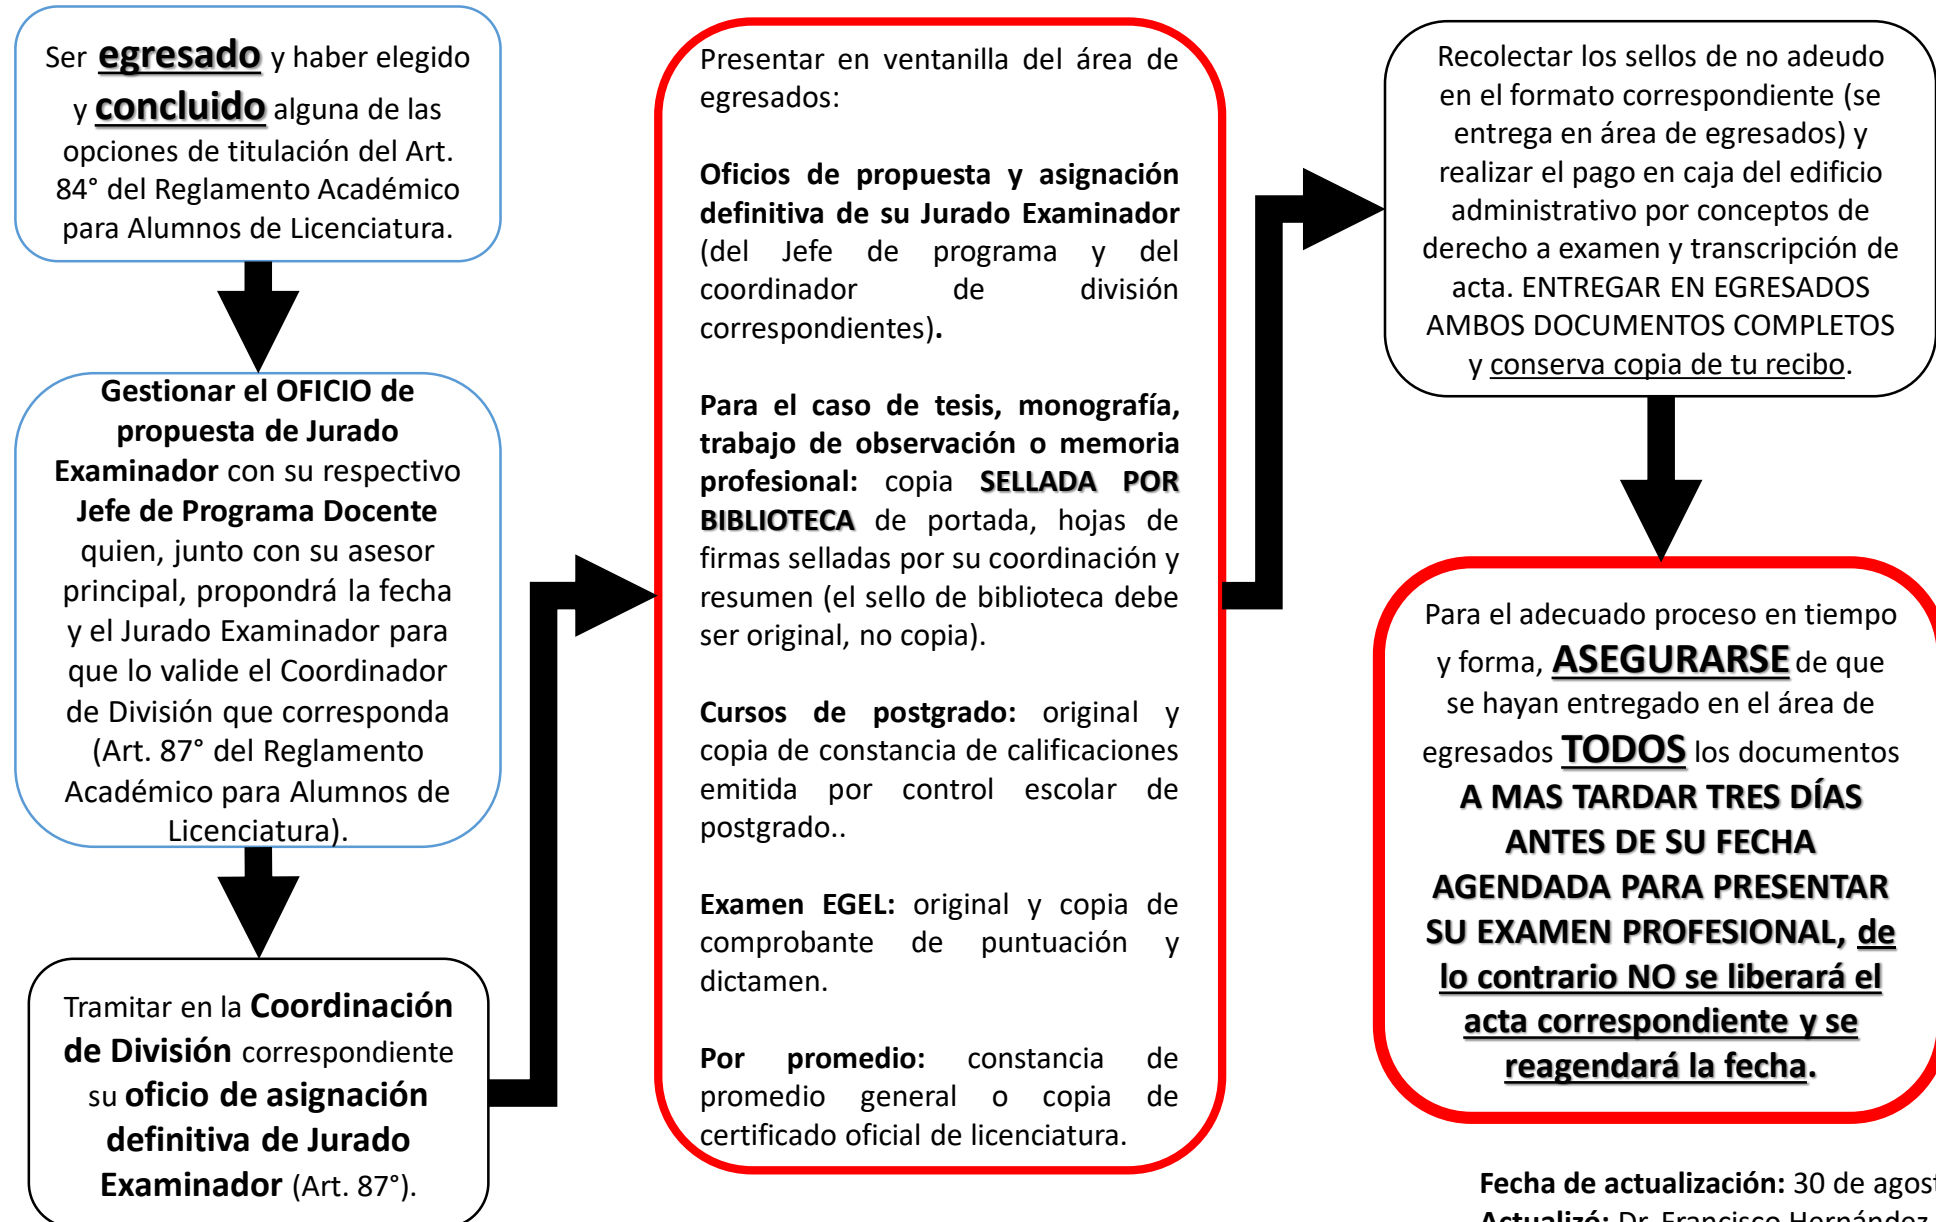 Ser egresado y haber elegido
y concluido alguna de las
opciones de titulación del Art.
84° del Reglamento Académico
para Alumnos de Licenciatura.
Gestionar el OFICIO de
propuesta de Jurado
Examinador con su respectivo
Jefe de Programa Docente
quien, junto con su asesor
principal, propondrá la fecha
y el Jurado Examinador para
que lo valide el Coordinador
de División que corresponda
(Art. 87° del Reglamento
Académico para Alumnos de
Licenciatura).
Tramitar en la Coordinación
de División correspondiente
su oficio de asignación
definitiva de Jurado
Examinador (Art. 87°).
Presentar en ventanilla del área de
egresados:
Oficios de propuesta y asignación
definitiva de su Jurado Examinador
(del Jefe de programa y del
coordinador de división
correspondientes).
Para el caso de tesis, monografía,
trabajo de observación o memoria
profesional: copia SELLADA POR
BIBLIOTECA de portada, hojas de
firmas selladas por su coordinación y
resumen (el sello de biblioteca debe
ser original, no copia).
Cursos de postgrado: original y
copia de constancia de calificaciones
emitida por control escolar de
postgrado..
Examen EGEL: original y copia de
comprobante de puntuación y
dictamen.
Por promedio: constancia de
promedio general o copia de
certificado oficial de licenciatura.
Recolectar los sellos de no adeudo
en el formato correspondiente (se
entrega en área de egresados) y
realizar el pago en caja del edificio
administrativo por conceptos de
derecho a examen y transcripción de
acta. ENTREGAR EN EGRESADOS
AMBOS DOCUMENTOS COMPLETOS
y conserva copia de tu recibo.
Para el adecuado proceso en tiempo
y forma, ASEGURARSE de que
se hayan entregado en el área de
egresados TODOS los documentos
A MAS TARDAR TRES DÍAS
ANTES DE SU FECHA
AGENDADA PARA PRESENTAR
SU EXAMEN PROFESIONAL, de
lo contrario NO se liberará el
acta correspondiente y se
reagendará la fecha.
Fecha de actualización: 30 de agost
Actualizó: Dr. Francisco Hernández